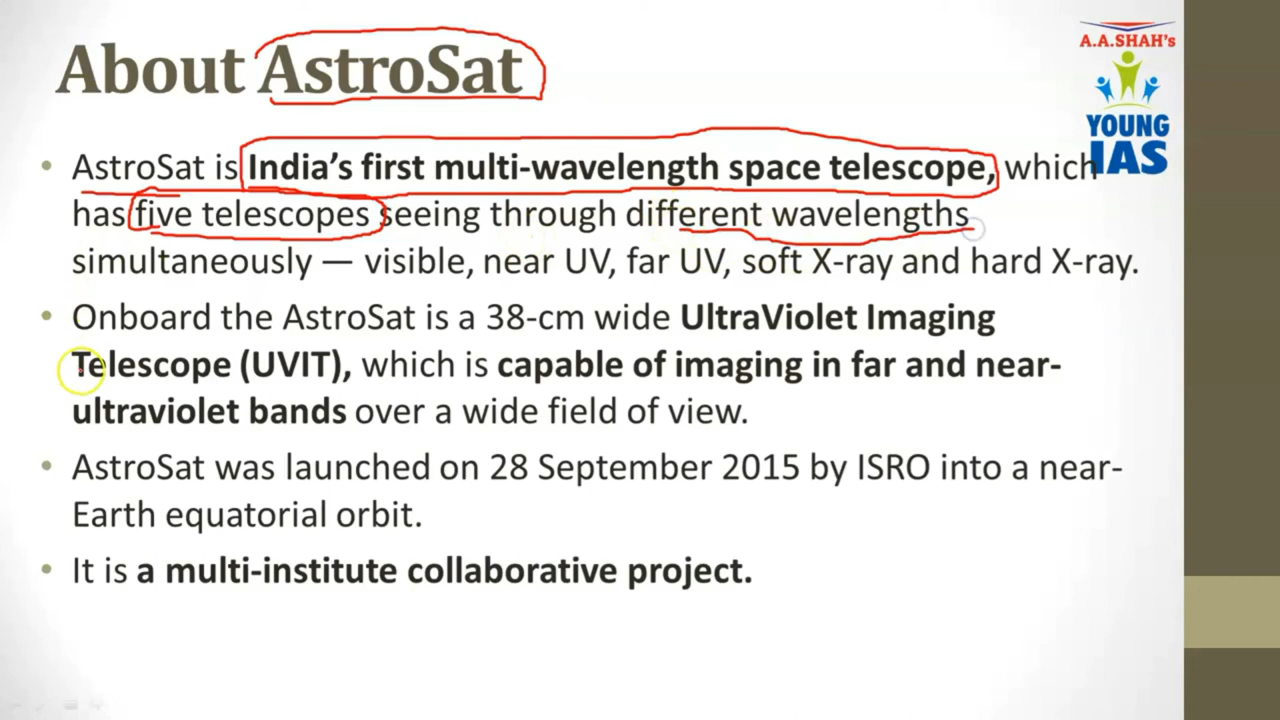 About AstroSat
A.A.SHAH's
YOUNG
IAS
• AstroSat is India's first multi-wavelength space telescope, which
has five telescopes seeing through different wavelengths
simultaneously — visible, near UV, far UV, soft X-ray and hard X-ray.
• Onboard the AstroSat is a 38-cm wide UltraViolet Imaging
Telescope (UVIT), which is capable of imaging in far and near-
ultraviolet bands over a wide field of view.
• AstroSat was launched on 28 September 2015 by ISRO into a near-
Earth equatorial orbit.
• It is a multi-institute collaborative project.